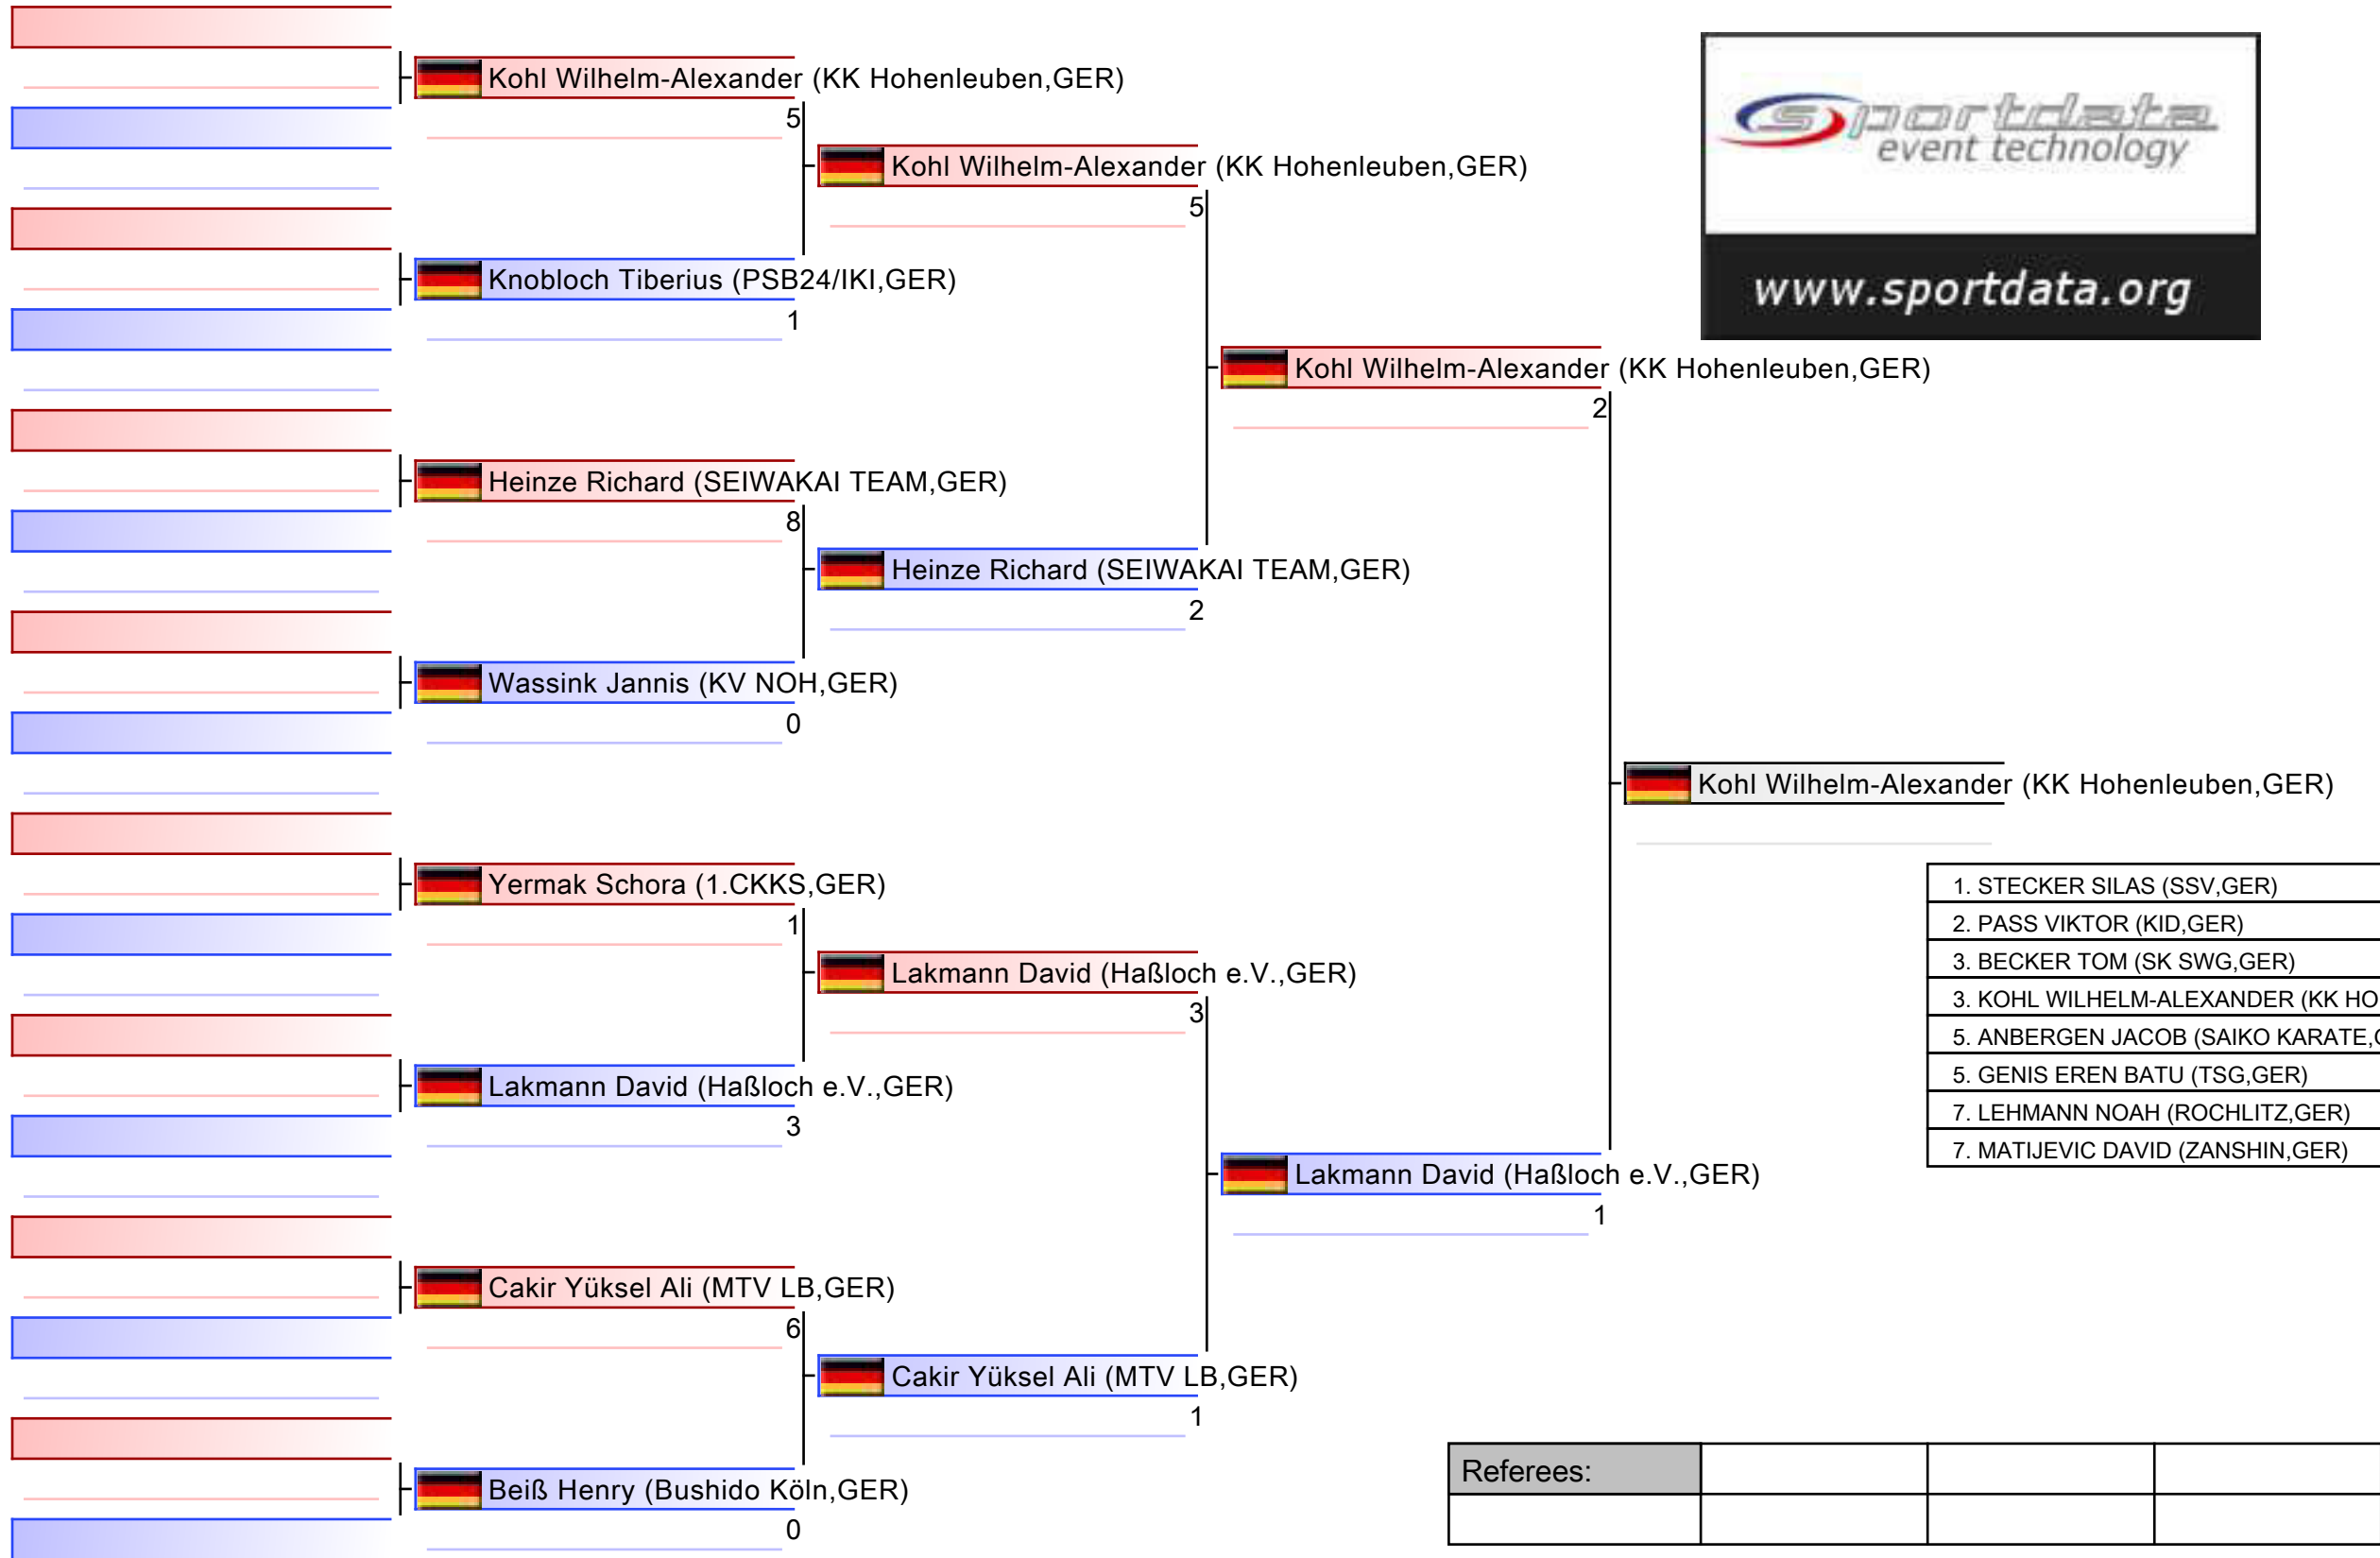 Kohl Wilhelm-Alexander (KK Hohenleuben,GER)
5
Knobloch Tiberius (PSB24/IKI,GER)
1
Heinze Richard (SEIWAKAI TEAM,GER)
8
Wassink Jannis (KV NOH,GER)
0
Yermak Schora (1.CKKS,GER)
1
Lakmann David (Haßloch e.V.,GER)
3
Cakir Yüksel Ali (MTV LB,GER)
6
Beiß Henry (Bushido Köln,GER)
0
Kohl Wilhelm-Alexander (KK Hohenleuben,GER)
5
Heinze Richard (SEIWAKAI TEAM,GER)
2
Lakmann David (Haßloch e.V.,GER)
3
Cakir Yüksel Ali (MTV LB,GER)
1
Kohl Wilhelm-Alexander (KK Hohenleuben,GER)
2
Lakmann David (Haßloch e.V.,GER)
1
Kohl Wilhelm-Alexander (KK Hohenleuben,GER)
sportdata
event technology
www.sportdata.org
1. STECKER SILAS (SSV,GER)
2. PASS VIKTOR (KID,GER)
3. BECKER TOM (SK SWG,GER)
3. KOHL WILHELM-ALEXANDER (KK HO
5. ANBERGEN JACOB (SAIKO KARATE,
5. GENIS EREN BATU (TSG,GER)
7. LEHMANN NOAH (ROCHLITZ,GER)
7. MATIJEVIC DAVID (ZANSHIN,GER)
Referees: